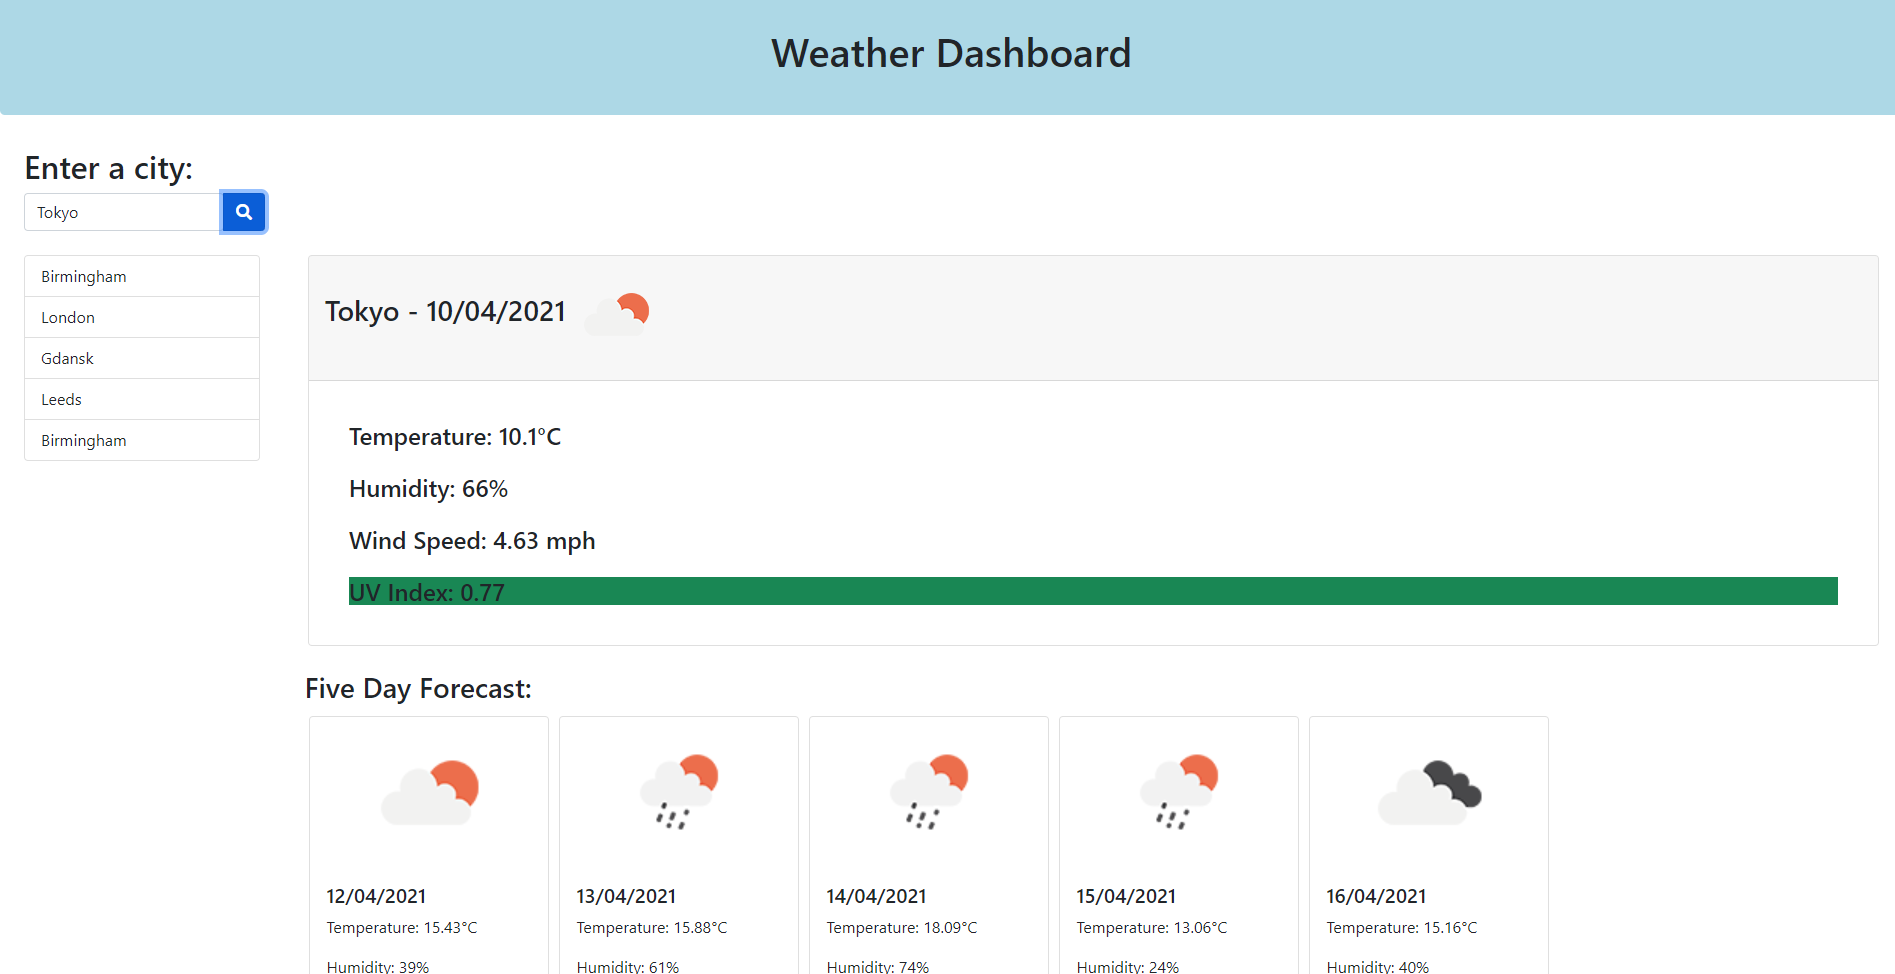 Weather Dashboard
Enter a city:
Tokyo
Birmingham
London
Gdansk
Leeds
Birmingham
Tokyo - 10/04/2021
Temperature: 10.1°C
Humidity: 66%
Wind Speed: 4.63 mph
UV Index: 0.77
Five Day Forecast:
12/04/2021
Temperature: 15.43°C
Humidity: 39%
13/04/2021
Temperature: 15.88°C
Humidity: 61%
14/04/2021
Temperature: 18.09°C
Humidity: 74%
15/04/2021
Temperature: 13.06°C
Humidity: 24%
16/04/2021
Temperature: 15.16°C
Humidity: 40%